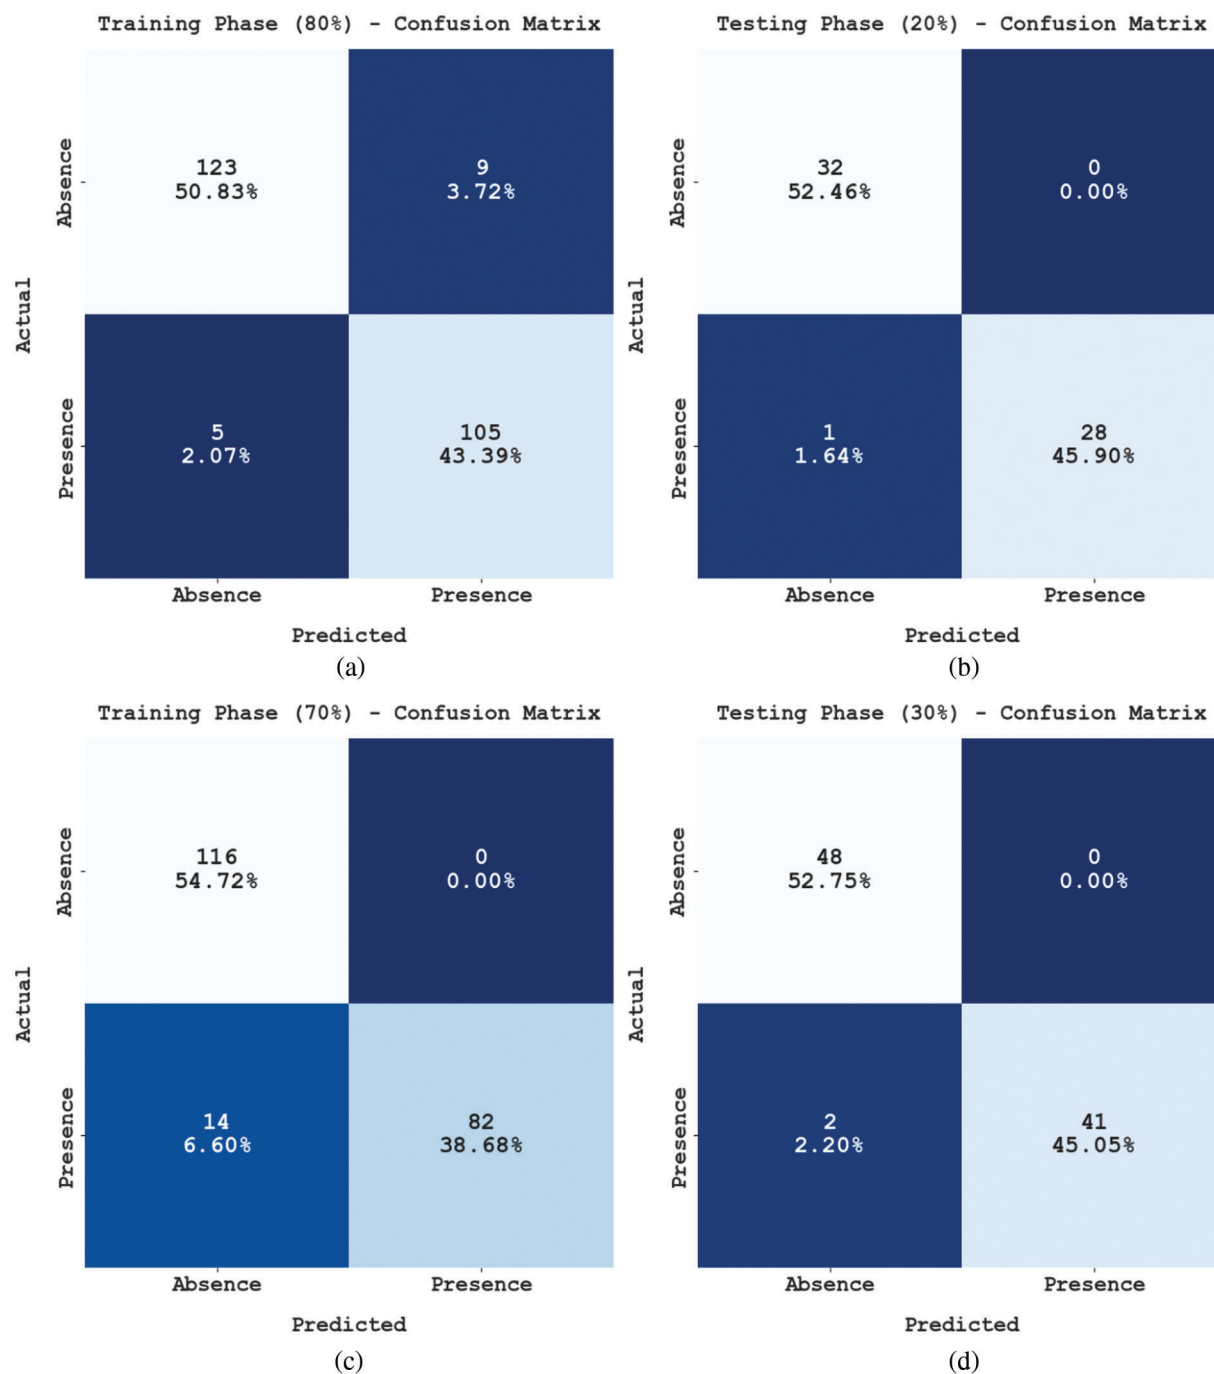 Training Phase (80%) - Confusion Matrix
Absence
Presence
Actual
123
50.83%
9
3.72%
5
2.07%
105
43.39%
Absence
Presence
Predicted
(a)
Testing Phase (20%) - Confusion Matrix
Absence
Presence
Actual
32
52.46%
0
0.00%
1
1.64%
28
45.90%
Absence
Presence
Predicted
(b)
Training Phase (70%) - Confusion Matrix
Absence
Presence
Actual
116
54.72%
0
0.00%
14
6.60%
82
38.68%
Absence
Presence
Predicted
(c)
Testing Phase (30%) - Confusion Matrix
Absence
Presence
Actual
48
52.75%
0
0.00%
2
2.20%
41
45.05%
Absence
Presence
Predicted
(d)